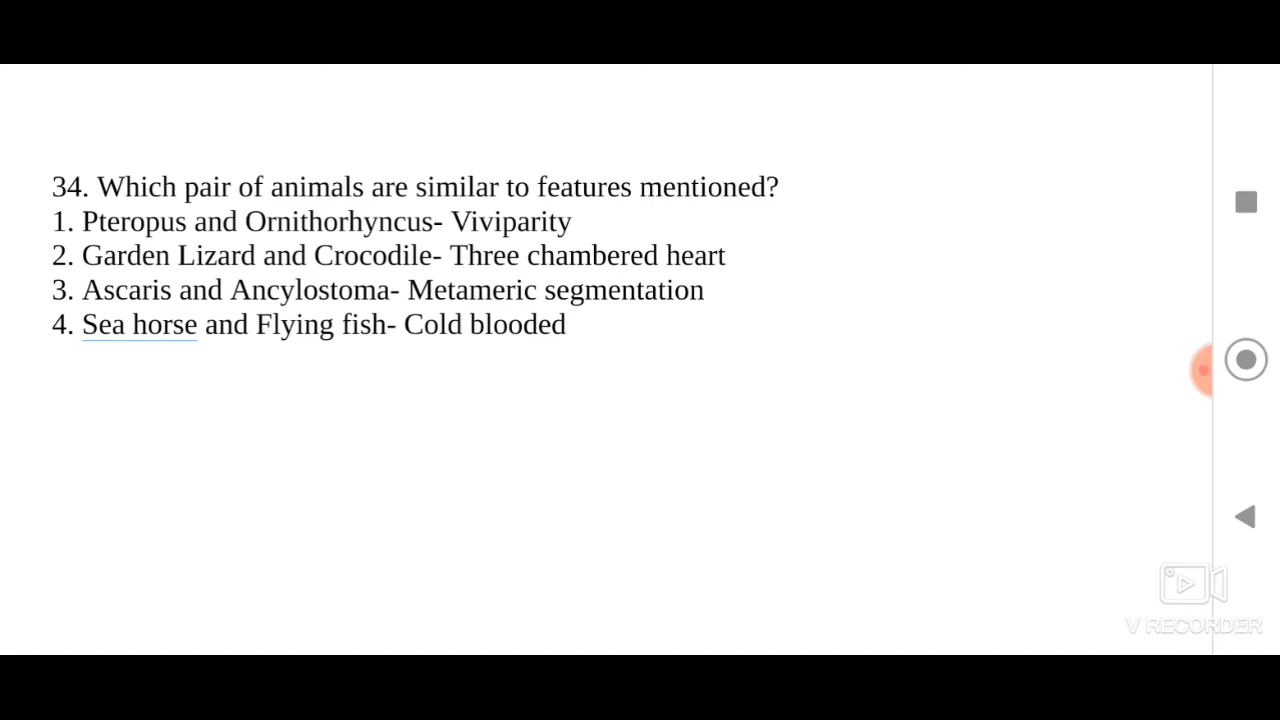 34. Which pair of animals are similar to features mentioned?
1. Pteropus and Ornithorhyncus- Viviparity
2. Garden Lizard and Crocodile- Three chambered heart
3. Ascaris and Ancylostoma- Metameric segmentation
4. Sea horse and Flying fish- Cold blooded
V RECORDER